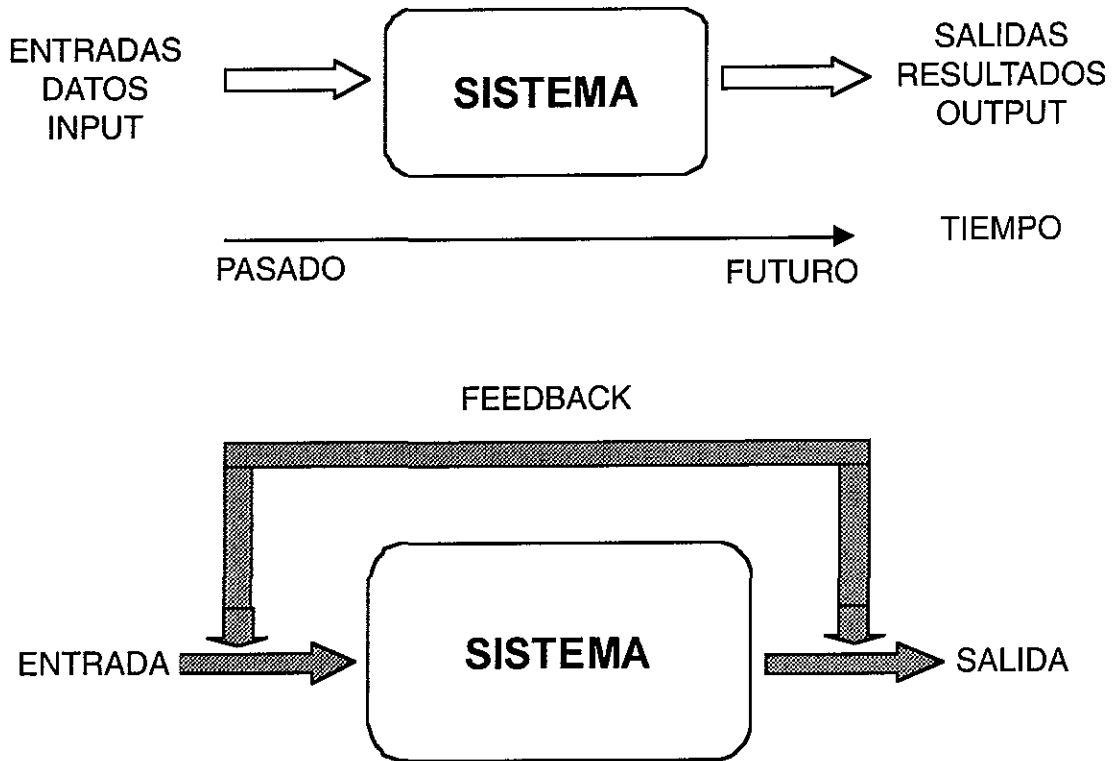 ENTRADAS
DATOS
INPUT
SISTEMA
SALIDAS
RESULTADOS
OUTPUT
TIEMPO
PASADO
FUTURO
FEEDBACK
ENTRADA
SISTEMA
SALIDA